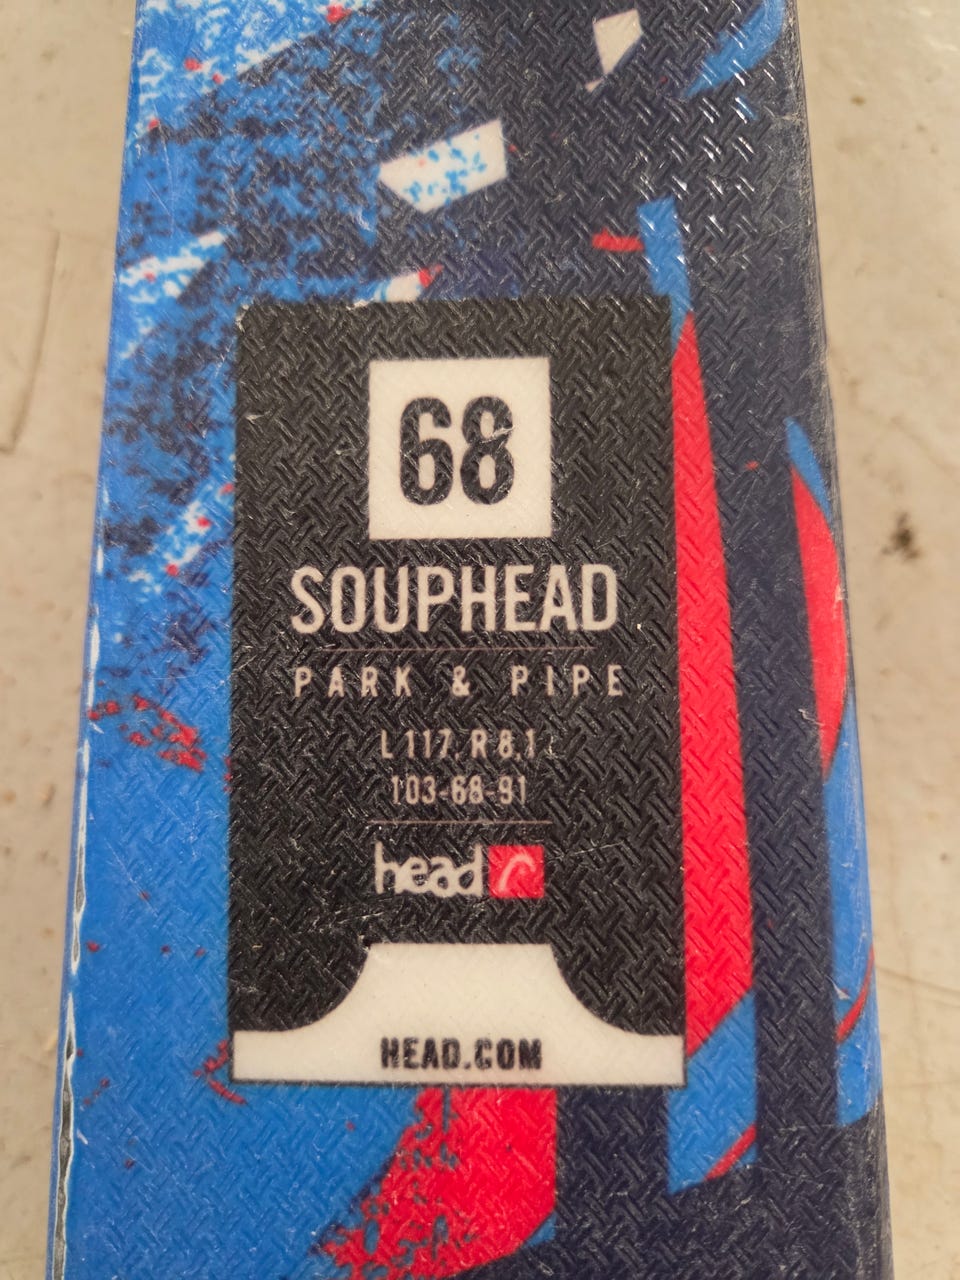 68
SOUPHEAD
PARK & PIPE
L 117, R 8,1
103-68-91
head
HEAD.COM